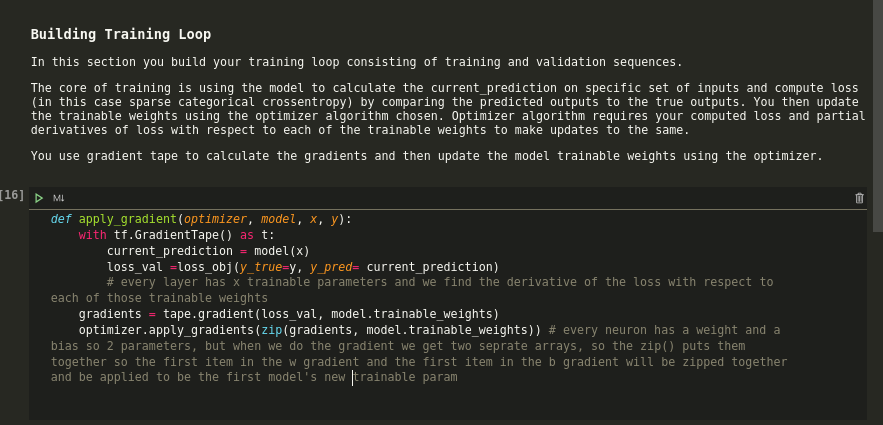 Building Training Loop
In this section you build your training loop consisting of training and validation sequences.
The core of training is using the model to calculate the current_prediction on specific set of inputs and compute loss
(in this case sparse categorical crossentropy) by comparing the predicted outputs to the true outputs. You then update
the trainable weights using the optimizer algorithm chosen. Optimizer algorithm requires your computed loss and partial
derivatives of loss with respect to each of the trainable weights to make updates to the same.
You use gradient tape to calculate the gradients and then update the model trainable weights using the optimizer.
[16]
M↓
def apply_gradient(optimizer, model, x, y):
    with tf.GradientTape() as t:
        current_prediction = model(x)
        loss_val =loss_obj(y_true=y, y_pred= current_prediction)
        # every layer has x trainable parameters and we find the derivative of the loss with respect to
each of those trainable weights
    gradients = tape.gradient(loss_val, model.trainable_weights)
    optimizer.apply_gradients(zip(gradients, model.trainable_weights)) # every neuron has a weight and a
bias so 2 parameters, but when we do the gradient we get two seprate arrays, so the zip() puts them
together so the first item in the w gradient and the first item in the b gradient will be zipped together
and be applied to be the first model's new trainable param